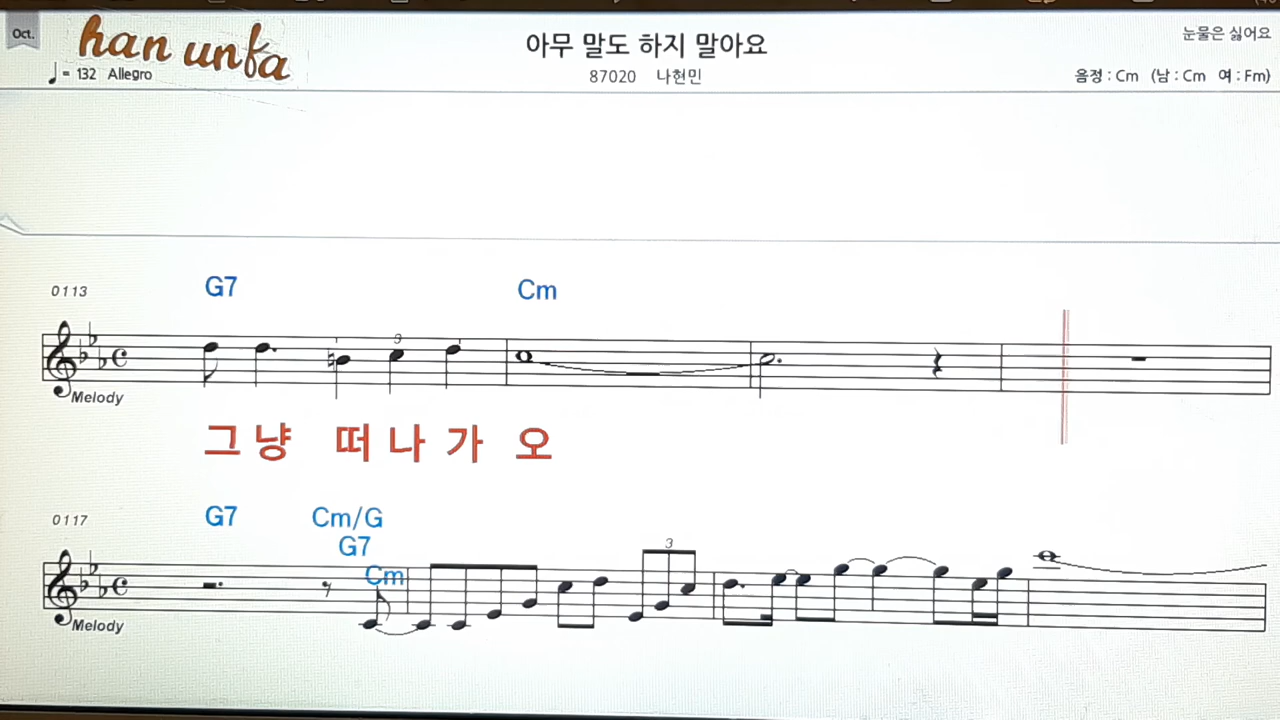 Oct.
han unfa
아무 말도 하지 말아요
눈물은 싫어요
= 132 Allegro
87020 나현민
음정 : Cm (남 : Cm 여 : Fm)
0113
G7 Cm
3
Melody
그냥 떠나가 오
0117
G7 Cm/G
G7
Cm
3
Melody